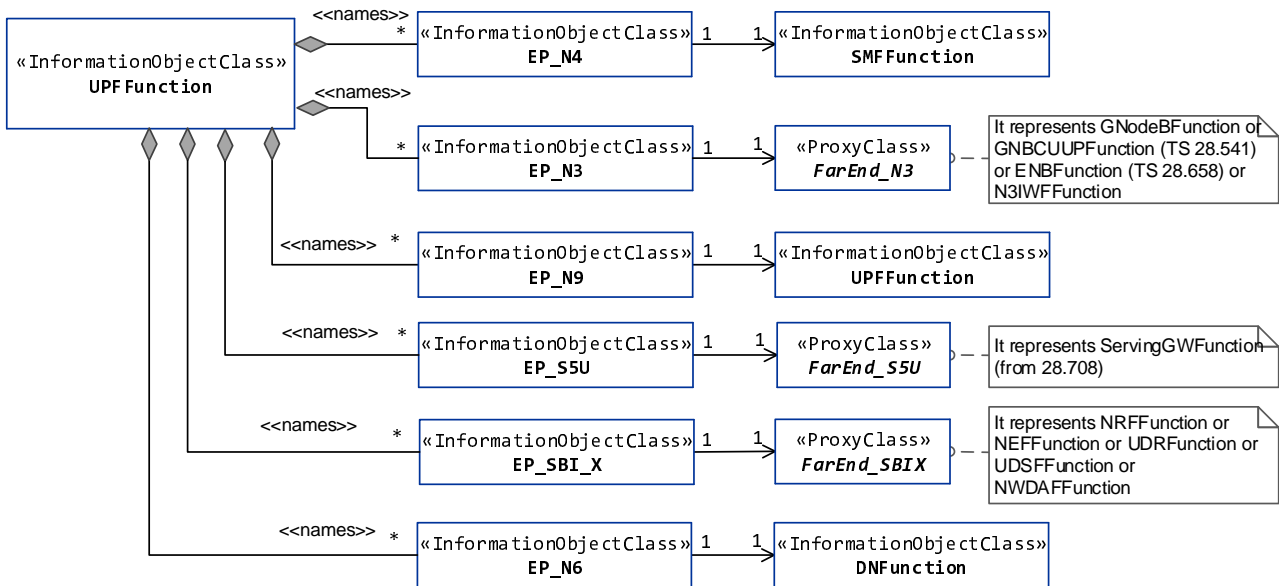 «InformationObjectClass»
UPFFunction
<<names>>
*
«InformationObjectClass»
EP_N4
1
1
«InformationObjectClass»
SMFFunction
<<names>>
*
«InformationObjectClass»
EP_N3
1
1
«ProxyClass»
FarEnd_N3
It represents GNodeBFunction or
GNBCUUPFunction (TS 28.541)
or ENBFunction (TS 28.658) or
N3IWFFunction
<<names>>
*
«InformationObjectClass»
EP_N9
1
1
«InformationObjectClass»
UPFFunction
<<names>>
*
«InformationObjectClass»
EP_S5U
1
1
«ProxyClass»
FarEnd_S5U
It represents ServingGWFunction
(from 28.708)
<<names>>
*
«InformationObjectClass»
EP_SBI_X
1
1
«ProxyClass»
FarEnd_SBIX
It represents NRFFunction or
NEFFunction or UDRFunction or
UDSFFunction or
NWDAFFunction
<<names>>
*
«InformationObjectClass»
EP_N6
1
1
«InformationObjectClass»
DNFunction